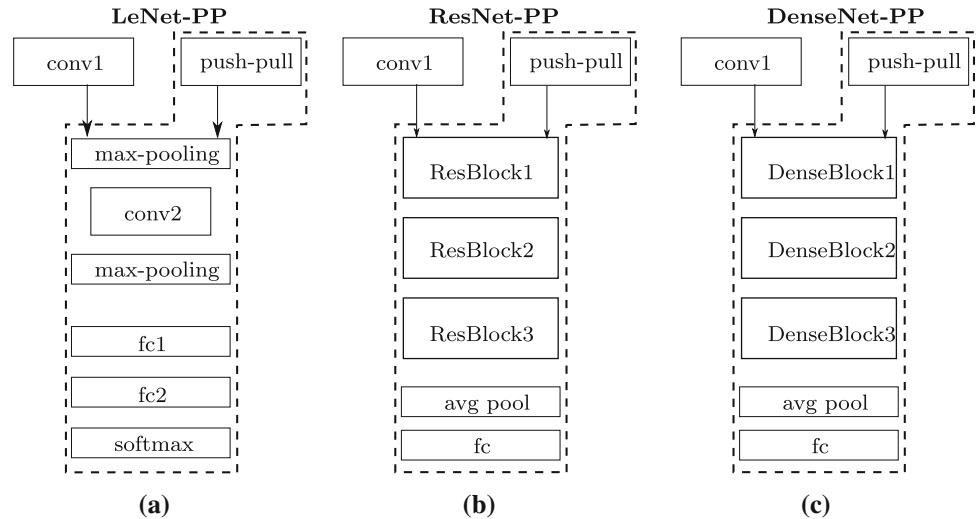 LeNet-PP
conv1
push-pull
max-pooling
conv2
max-pooling
fc1
fc2
softmax
(a)
ResNet-PP
conv1
push-pull
ResBlock1
ResBlock2
ResBlock3
avg pool
fc
(b)
DenseNet-PP
conv1
push-pull
DenseBlock1
DenseBlock2
DenseBlock3
avg pool
fc
(c)